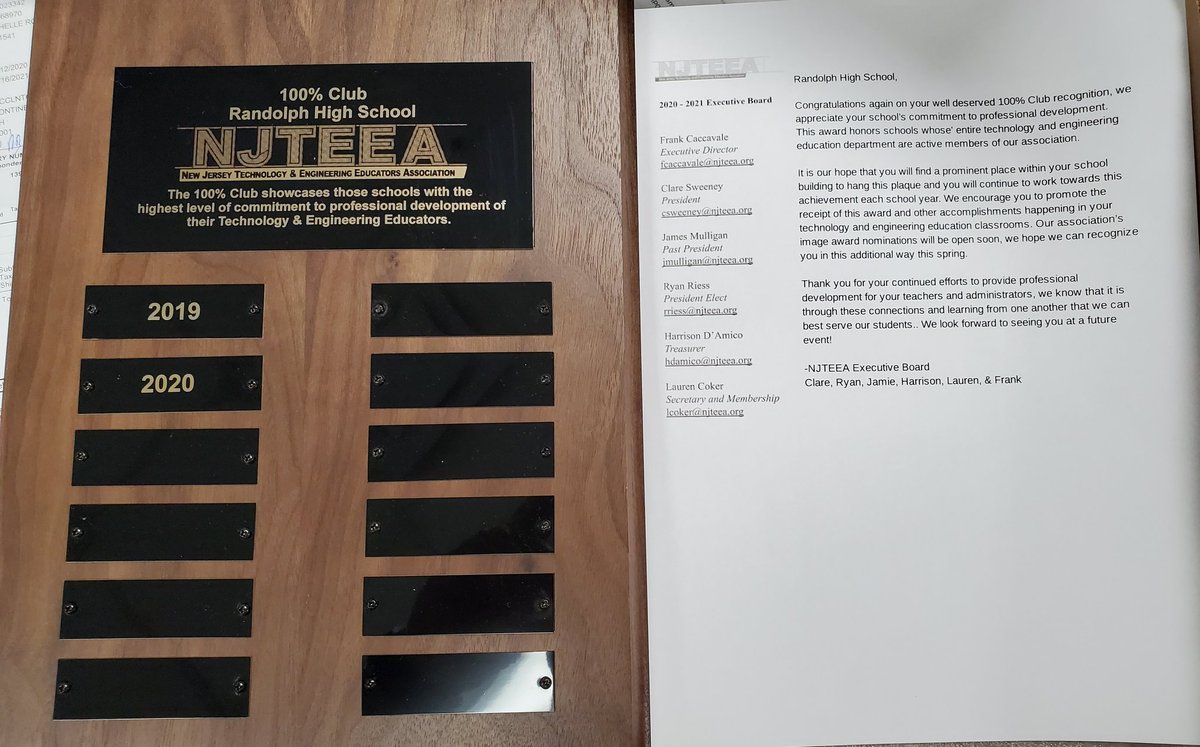 023342
68970
HELLE RO
1541
12/2020
/16/2021
100% Club
Randolph High School
NJTEEA
NEW JERSEY TECHNOLOGY & ENGINEERING EDUCATORS ASSOCIATION
The 100% Club showcases those schools with the
highest level of commitment to professional development of
their Technology & Engineering Educators.
2019
2020
NJTEEA
2020 - 2021 Executive Board
Frank Caccavale
Executive Director
fcaccavale@njteea.org
Clare Sweeney
President
csweeney@njteea.org
James Mulligan
Past President
jmulligan@njteea.org
Ryan Riess
President Elect
rriess@njteea.org
Harrison D'Amico
Treasurer
hdamico@njteea.org
Lauren Coker
Secretary and Membership
lcoker@njteea.org
Randolph High School,
Congratulations again on your well deserved 100% Club recognition, we
appreciate your school's commitment to professional development.
This award honors schools whose' entire technology and engineering
education department are active members of our association.
It is our hope that you will find a prominent place within your school
building to hang this plaque and you will continue to work towards this
achievement each school year. We encourage you to promote the
receipt of this award and other accomplishments happening in your
technology and engineering education classrooms. Our association's
image award nominations will be open soon, we hope we can recognize
you in this additional way this spring.
Thank you for your continued efforts to provide professional
development for your teachers and administrators, we know that it is
through these connections and learning from one another that we can
best serve our students.. We look forward to seeing you at a future
event!
-NJTEEA Executive Board
Clare, Ryan, Jamie, Harrison, Lauren, & Frank